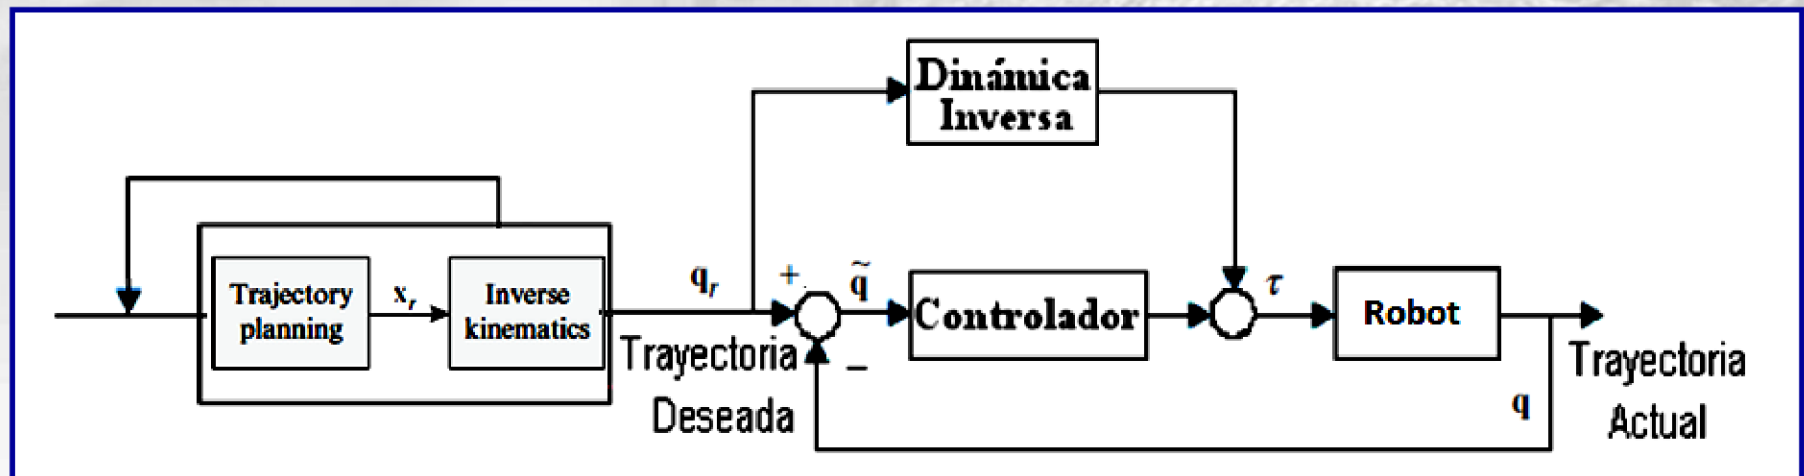 Dinámica
Inversa
Trajectory
planning
x_r
Inverse
kinematics
q_r
+
q̃
Controlador
τ
Robot
Trayectoria
Deseada
−
q
Trayectoria
Actual